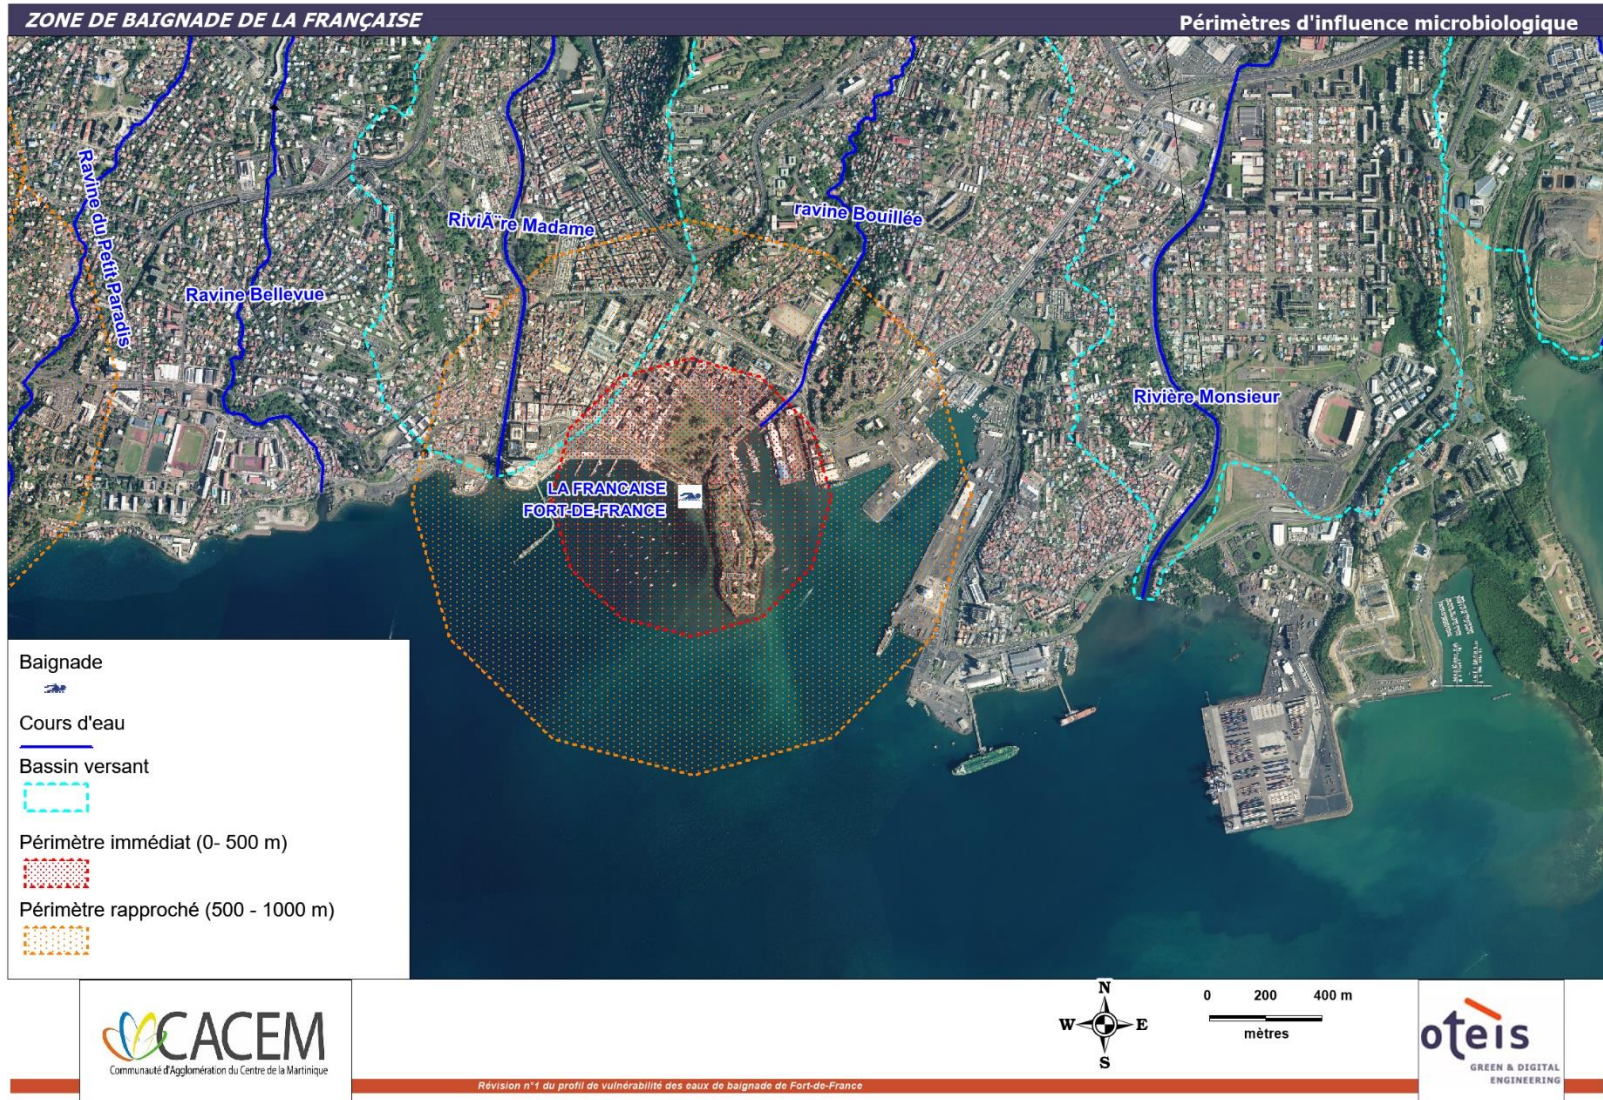 ZONE DE BAIGNADE DE LA FRANÇAISE
Périmètres d'influence microbiologique
Ravine du Petit Paradis
Ravine Bellevue
RiviÃ¨re Madame
ravine Bouillée
Rivière Monsieur
LA FRANCAISE
FORT-DE-FRANCE
Baignade
Cours d'eau
Bassin versant
Périmètre immédiat (0- 500 m)
Périmètre rapproché (500 - 1000 m)
N
W E
S
0 200 400 m
mètres
CACEM
Communauté d'Agglomération du Centre de la Martinique
oteis
GREEN & DIGITAL
ENGINEERING
Révision n°1 du profil de vulnérabilité des eaux de baignade de Fort-de-France